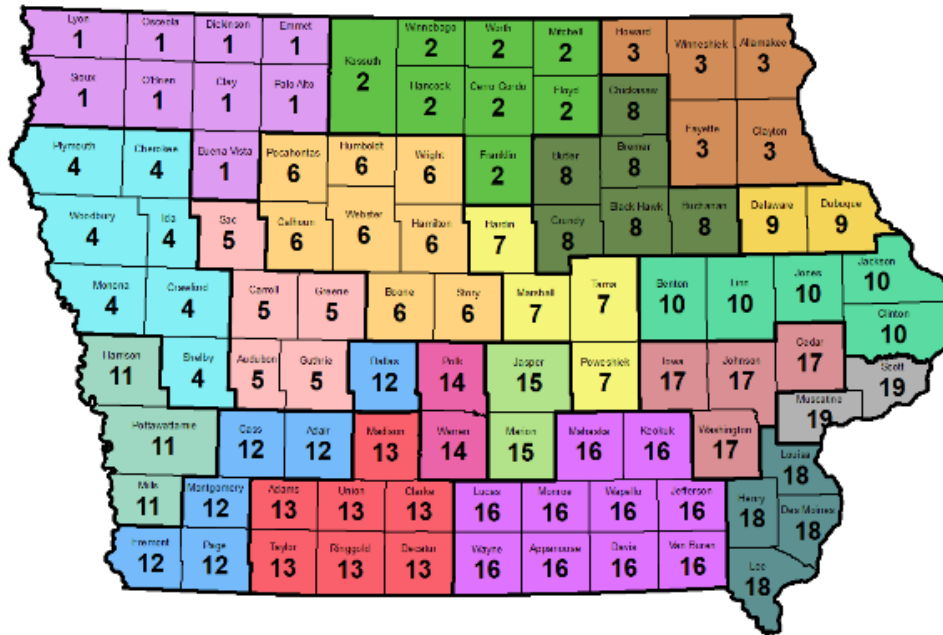 Lyon
1
Osceola
1
Dickinson
1
Emmet
1
Kossuth
2
Winnebago
2
Worth
2
Mitchell
2
Howard
3
Winneshiek
3
Allamakee
3
Sioux
1
O'Brien
1
Clay
1
Palo Alto
1
Hancock
2
Cerro Gordo
2
Floyd
2
Chickasaw
8
Fayette
3
Clayton
3
Plymouth
4
Cherokee
4
Buena Vista
1
Pocahontas
6
Humboldt
6
Wright
6
Franklin
2
Butler
8
Bremer
8
Woodbury
4
Ida
4
Sac
5
Calhoun
6
Webster
6
Hamilton
6
Hardin
7
Grundy
8
Black Hawk
8
Buchanan
8
Delaware
9
Dubuque
9
Monona
4
Crawford
4
Carroll
5
Greene
5
Boone
6
Story
6
Marshall
7
Tama
7
Benton
10
Linn
10
Jones
10
Jackson
10
Clinton
10
Harrison
11
Shelby
4
Audubon
5
Guthrie
5
Dallas
12
Polk
14
Jasper
15
Poweshiek
7
Iowa
17
Johnson
17
Cedar
17
Scott
19
Muscatine
19
Pottawattamie
11
Cass
12
Adair
12
Madison
13
Warren
14
Marion
15
Mahaska
16
Keokuk
16
Washington
17
Louisa
18
Mills
11
Montgomery
12
Adams
13
Union
13
Clarke
13
Lucas
16
Monroe
16
Wapello
16
Jefferson
16
Henry
18
Des Moines
18
Fremont
12
Page
12
Taylor
13
Ringgold
13
Decatur
13
Wayne
16
Appanoose
16
Davis
16
Van Buren
16
Lee
18